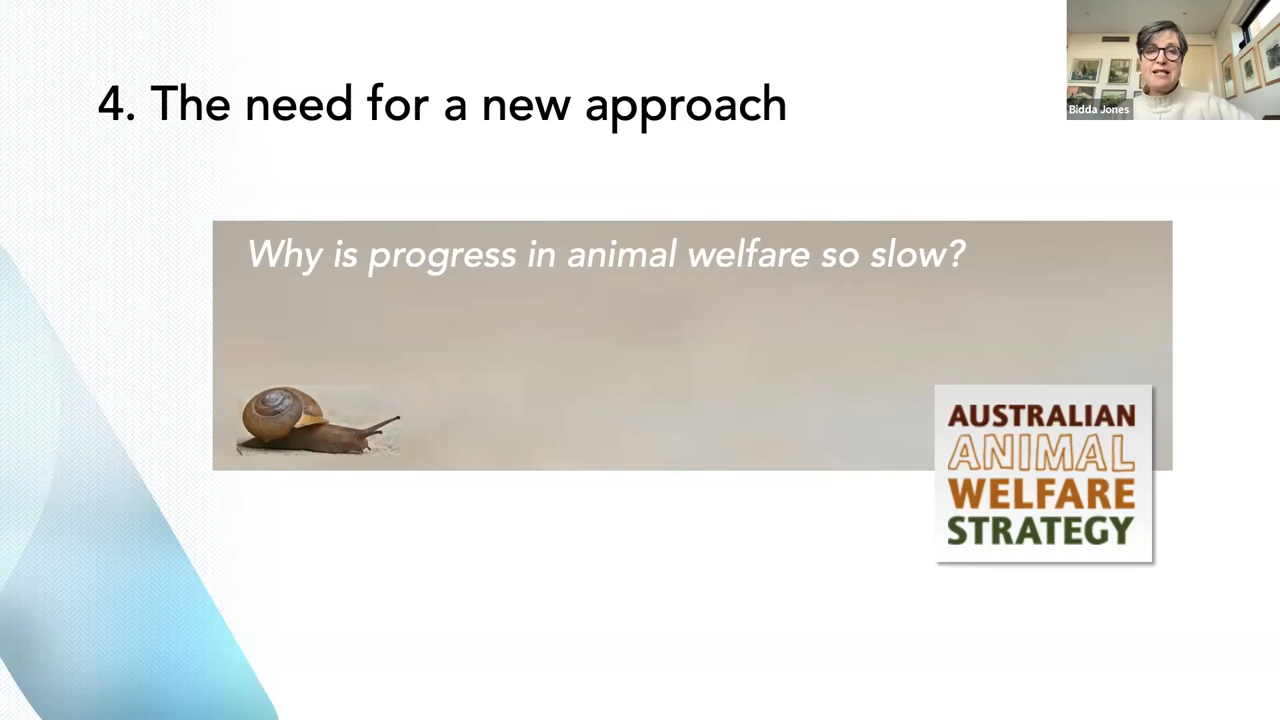 4. The need for a new approach
Bidda Jones
Why is progress in animal welfare so slow?
AUSTRALIAN
ANIMAL
WELFARE
STRATEGY